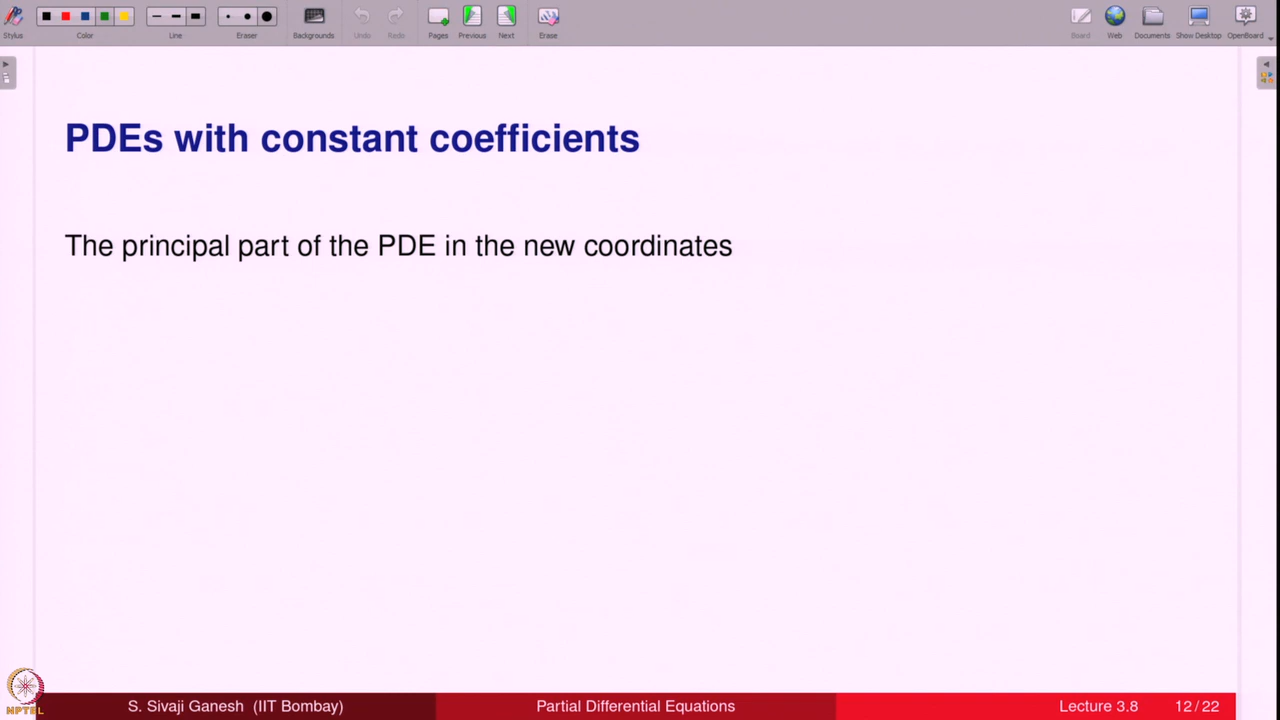 Stylus
Color
Line
Eraser
Backgrounds
Undo
Redo
Pages
Previous
Next
Erase
Board
Web
Documents
Show Desktop
OpenBoard
PDEs with constant coefficients
The principal part of the PDE in the new coordinates
NPTEL
S. Sivaji Ganesh (IIT Bombay)
Partial Differential Equations
Lecture 3.8
12/22